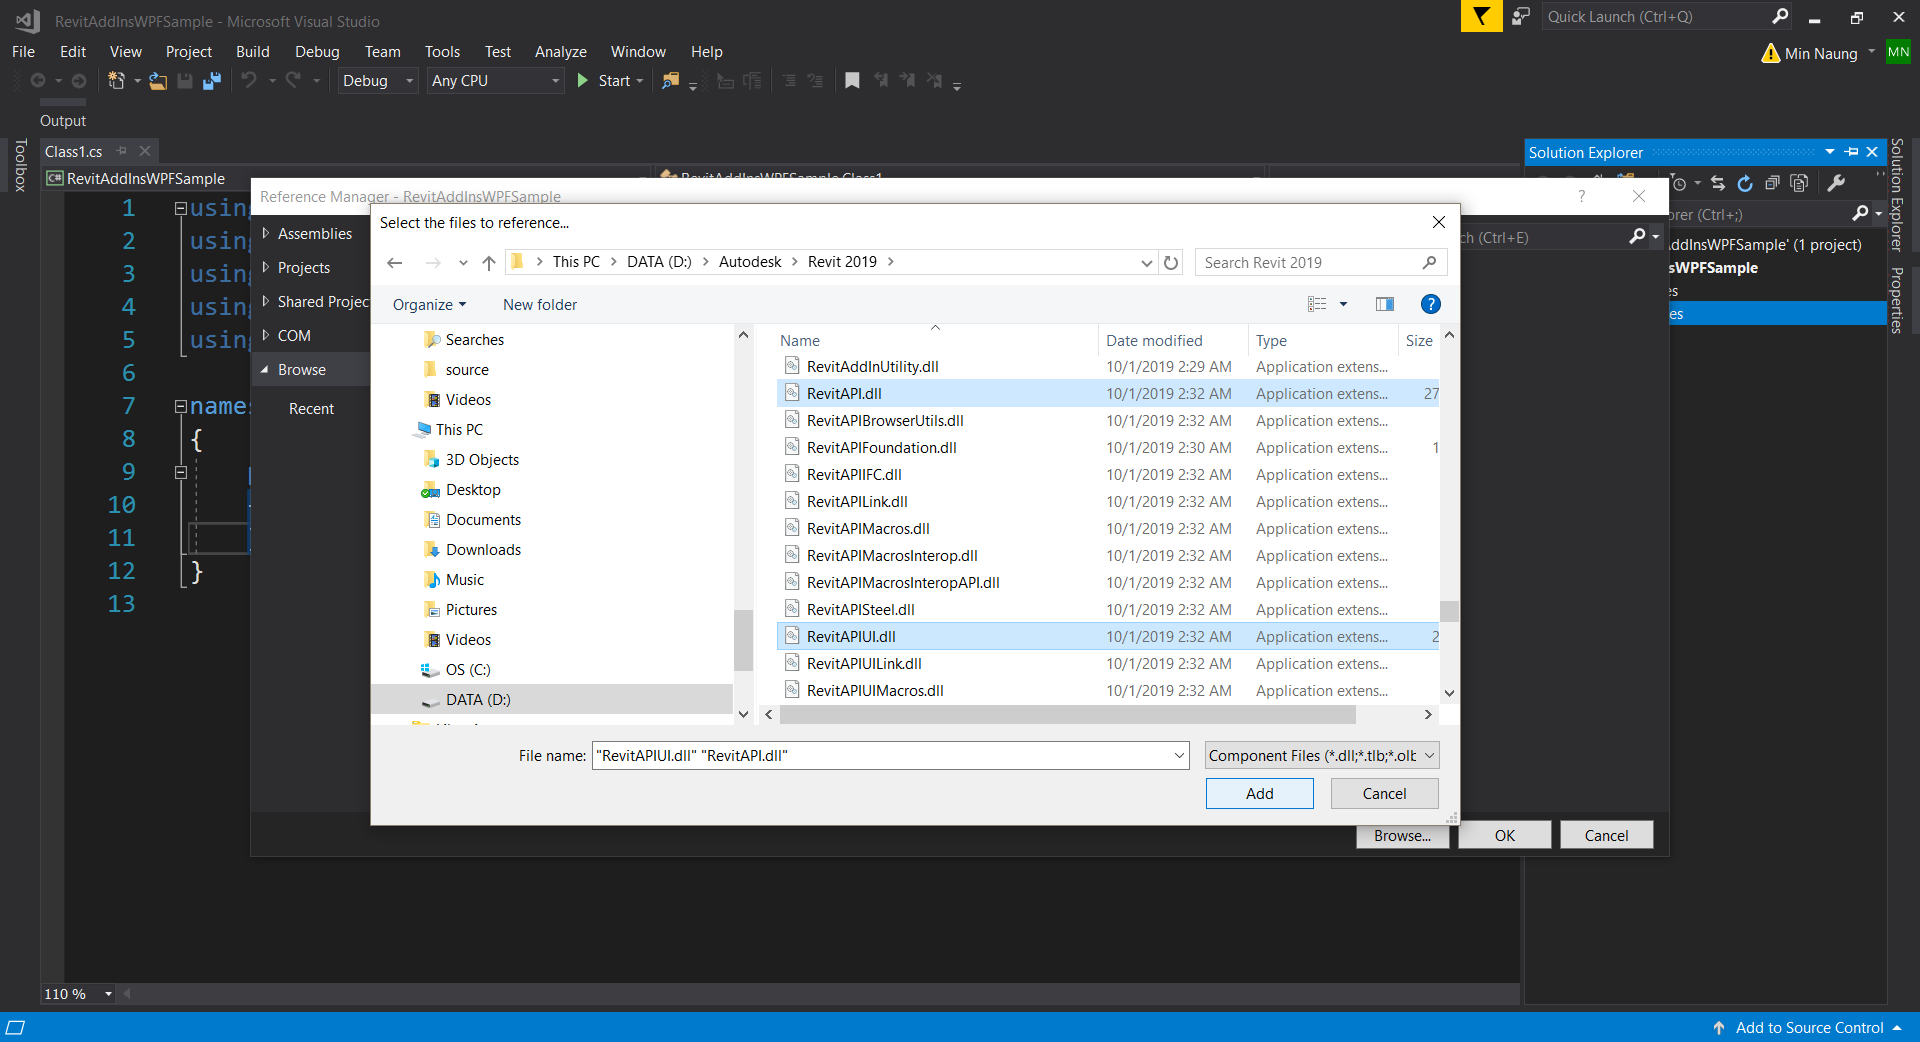 RevitAddInsWPFSample - Microsoft Visual Studio
Quick Launch (Ctrl+Q)
File Edit View Project Build Debug Team Tools Test Analyze Window Help
Min Naung MN
Debug Any CPU Start
Output
Toolbox
Class1.cs
RevitAddInsWPFSample
RevitAddInsWPFSample.Class1
1 using
2 using
3 using
4 using
5 using
6
7 names
8 {
9
10
11
12 }
13
110 %
Reference Manager - RevitAddInsWPFSample
?
Assemblies
Projects
Shared Projec
COM
Browse
Recent
ch (Ctrl+E)
Select the files to reference...
This PC > DATA (D:) > Autodesk > Revit 2019 >
Search Revit 2019
Organize New folder
?
Searches
source
Videos
This PC
3D Objects
Desktop
Documents
Downloads
Music
Pictures
Videos
OS (C:)
DATA (D:)
Name Date modified Type Size
RevitAddInUtility.dll 10/1/2019 2:29 AM Application extens...
RevitAPI.dll 10/1/2019 2:32 AM Application extens... 27
RevitAPIBrowserUtils.dll 10/1/2019 2:32 AM Application extens...
RevitAPIFoundation.dll 10/1/2019 2:30 AM Application extens... 1
RevitAPIIFC.dll 10/1/2019 2:32 AM Application extens...
RevitAPILink.dll 10/1/2019 2:32 AM Application extens...
RevitAPIMacros.dll 10/1/2019 2:32 AM Application extens...
RevitAPIMacrosInterop.dll 10/1/2019 2:32 AM Application extens...
RevitAPIMacrosInteropAPI.dll 10/1/2019 2:32 AM Application extens...
RevitAPISteel.dll 10/1/2019 2:32 AM Application extens...
RevitAPIUI.dll 10/1/2019 2:32 AM Application extens... 2
RevitAPIUILink.dll 10/1/2019 2:32 AM Application extens...
RevitAPIUIMacros.dll 10/1/2019 2:32 AM Application extens...
File name: "RevitAPIUI.dll" "RevitAPI.dll"
Component Files (*.dll;*.tlb;*.olb
Add Cancel
Browse... OK Cancel
Solution Explorer
orer (Ctrl+;)
AddInsWPFSample' (1 project)
sWPFSample
es
es
Solution Explorer
Properties
Add to Source Control